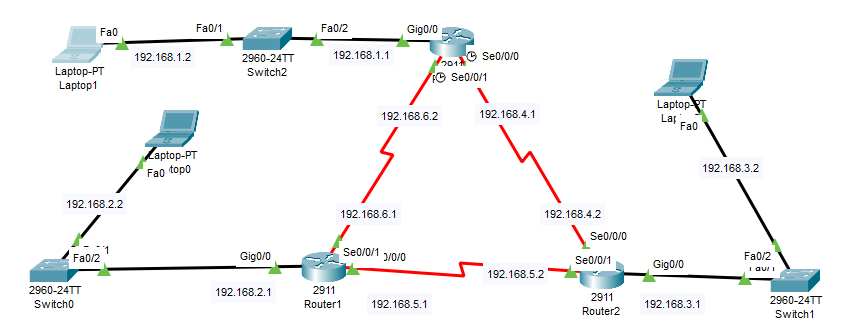 Fa0
Fa0/1
Fa0/2
Gig0/0
192.168.1.2
192.168.1.1
Se0/0/0
Laptop-PT
Laptop1
2960-24TT
Switch2
2911
Se0/0/1
192.168.6.2
192.168.4.1
Laptop-PT
Fa0
Laptop-PT
Fa0
192.168.3.2
192.168.2.2
192.168.6.1
192.168.4.2
Se0/0/0
Fa0/2
Gig0/0
Se0/0/1
Se0/0/1
Gig0/0
Fa0/2
2960-24TT
Switch0
192.168.2.1
2911
Router1
192.168.5.1
192.168.5.2
2911
Router2
192.168.3.1
2960-24TT
Switch1